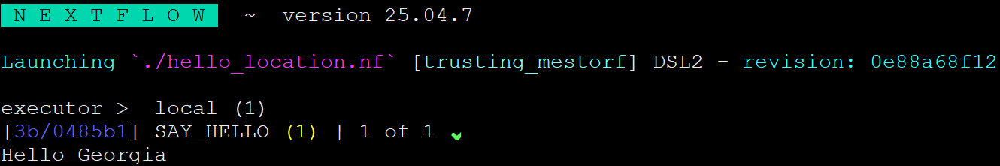 N E X T F L O W ~ version 25.04.7
Launching `./hello_location.nf` [trusting_mestorf] DSL2 - revision: 0e88a68f12
executor > local (1)
[3b/0485b1] SAY_HELLO (1) | 1 of 1 ✔
Hello Georgia